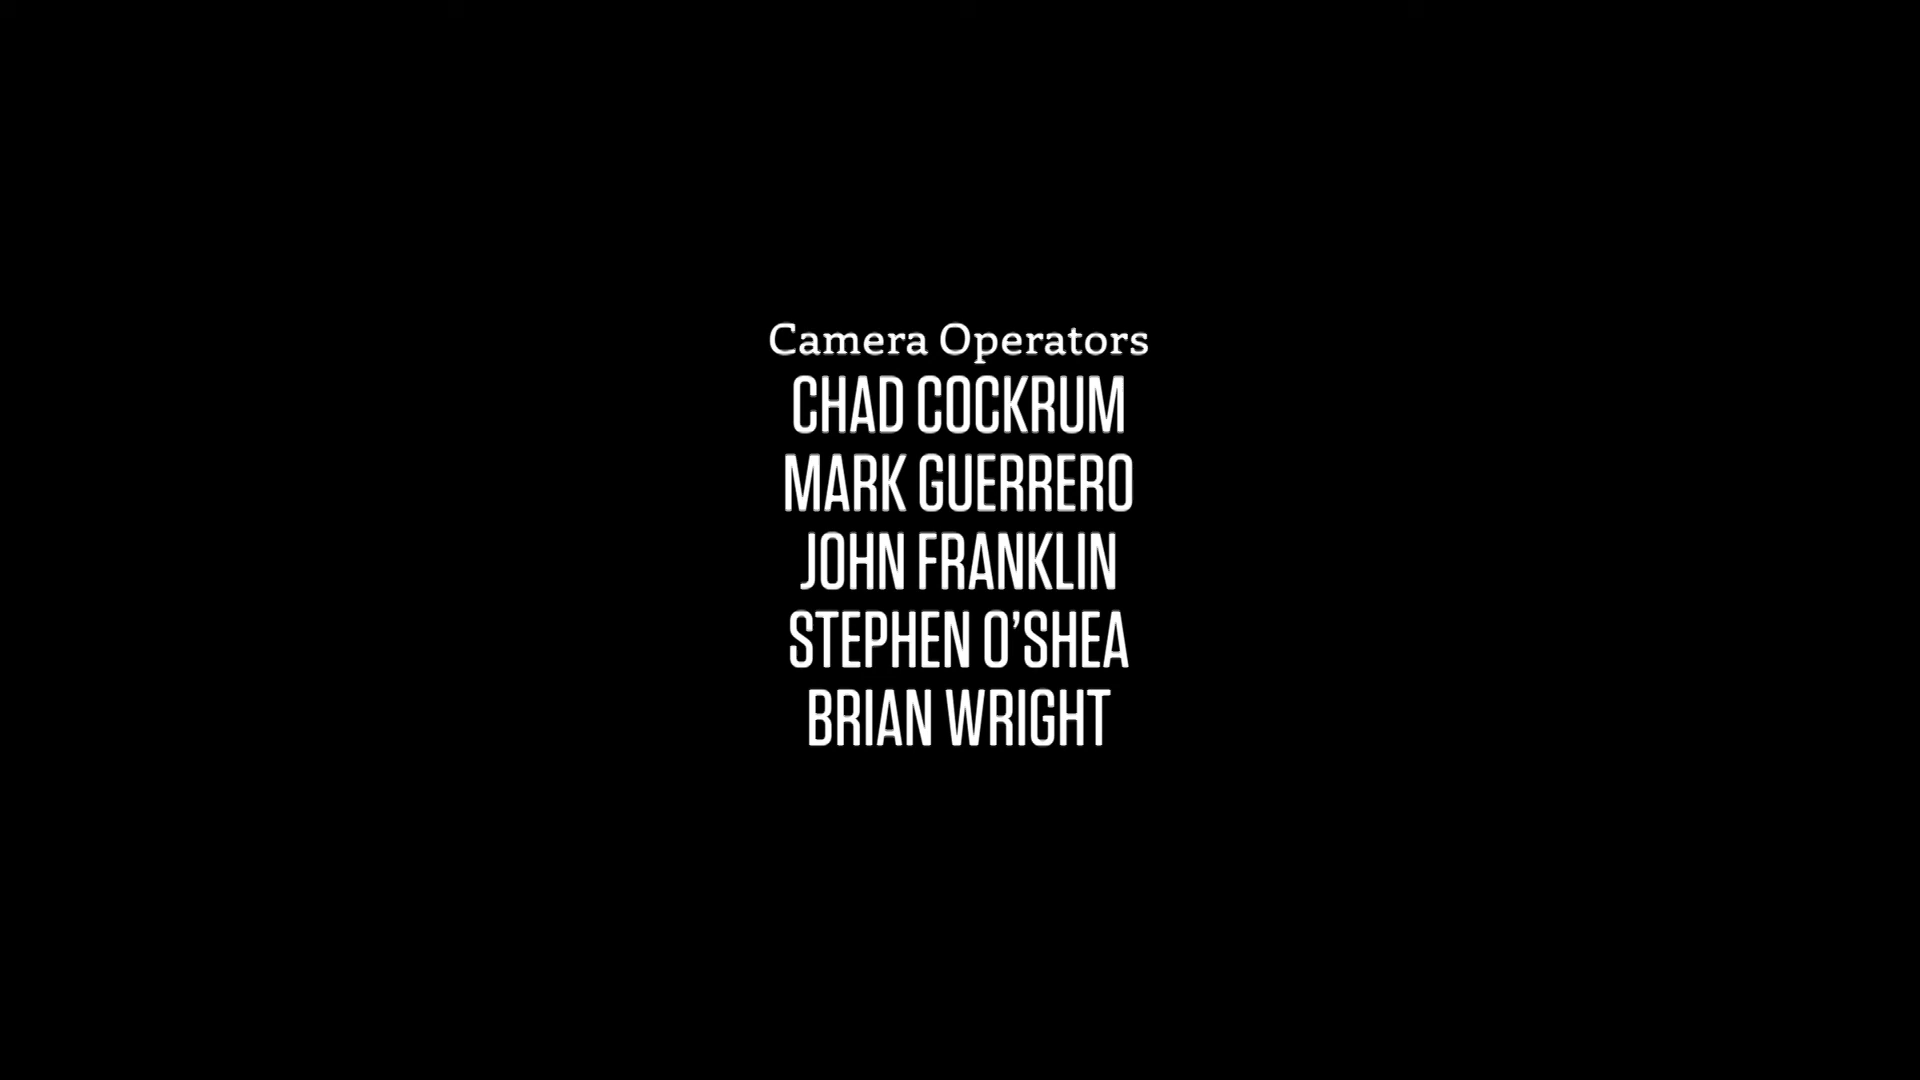 Camera Operators
CHAD COCKRUM
MARK GUERRERO
JOHN FRANKLIN
STEPHEN O’SHEA
BRIAN WRIGHT